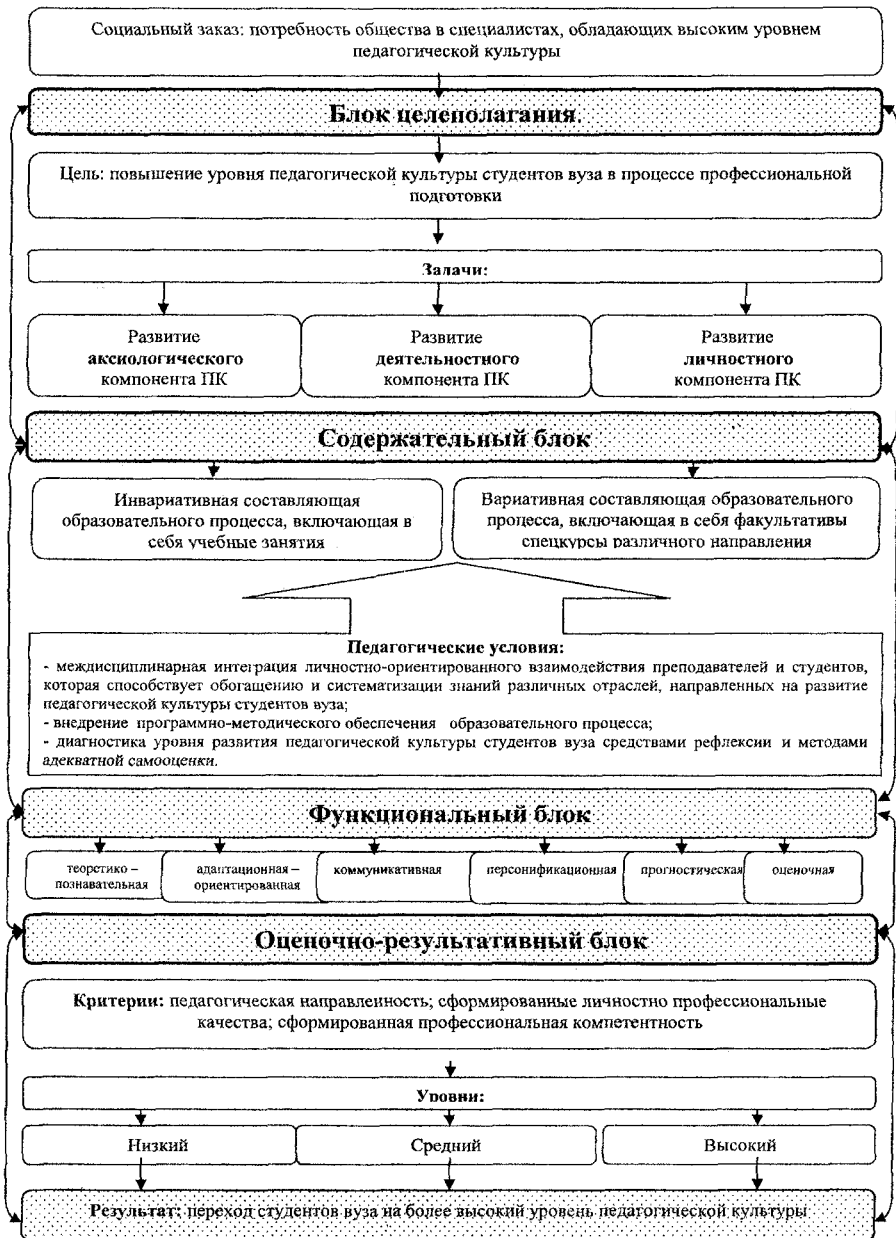 Социальный заказ: потребность общества в специалистах, обладающих высоким уровнем
педагогической культуры
Блок целеполагания.
Цель: повышение уровня педагогической культуры студентов вуза в процессе профессиональной
подготовки
Задачи:
Развитие
аксиологического
компонента ПК
Развитие
деятельностного
компонента ПК
Развитие
личностного
компонента ПК
Содержательный блок
Инвариативная составляющая
образовательного процесса, включающая в
себя учебные занятия
Вариативная составляющая образовательного
процесса, включающая в себя факультативы
спецкурсы различного направления
Педагогические условия:
- междисциплинарная интеграция личностно-ориентированного взаимодействия преподавателей и студентов,
которая способствует обогащению и систематизации знаний различных отраслей, направленных на развитие
педагогической культуры студентов вуза;
- внедрение программно-методического обеспечения образовательного процесса;
- диагностика уровня развития педагогической культуры студентов вуза средствами рефлексии и методами
адекватной самооценки.
Функциональный блок
теоретико –
познавательная
адаптационная –
ориентированная
коммуникативная
персонификационная
прогностическая
оценочная
Оценочно-результативный блок
Критерии: педагогическая направленность; сформированные личностно профессиональные
качества; сформированная профессиональная компетентность
Уровни:
Низкий
Средний
Высокий
Результат: переход студентов вуза на более высокий уровень педагогической культуры